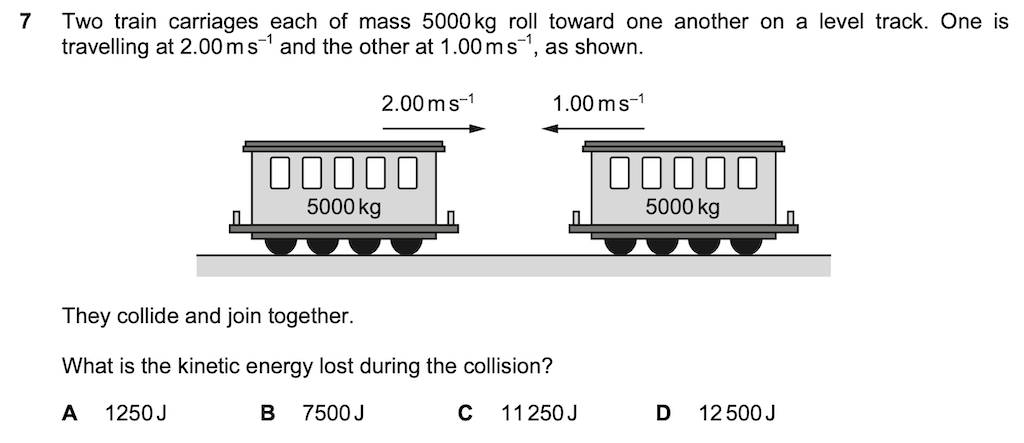 7 Two train carriages each of mass 5000 kg roll toward one another on a level track. One is
travelling at 2.00 m s⁻¹ and the other at 1.00 m s⁻¹, as shown.
2.00 m s⁻¹ 1.00 m s⁻¹
5000 kg 5000 kg
They collide and join together.
What is the kinetic energy lost during the collision?
A 1250 J B 7500 J C 11 250 J D 12 500 J